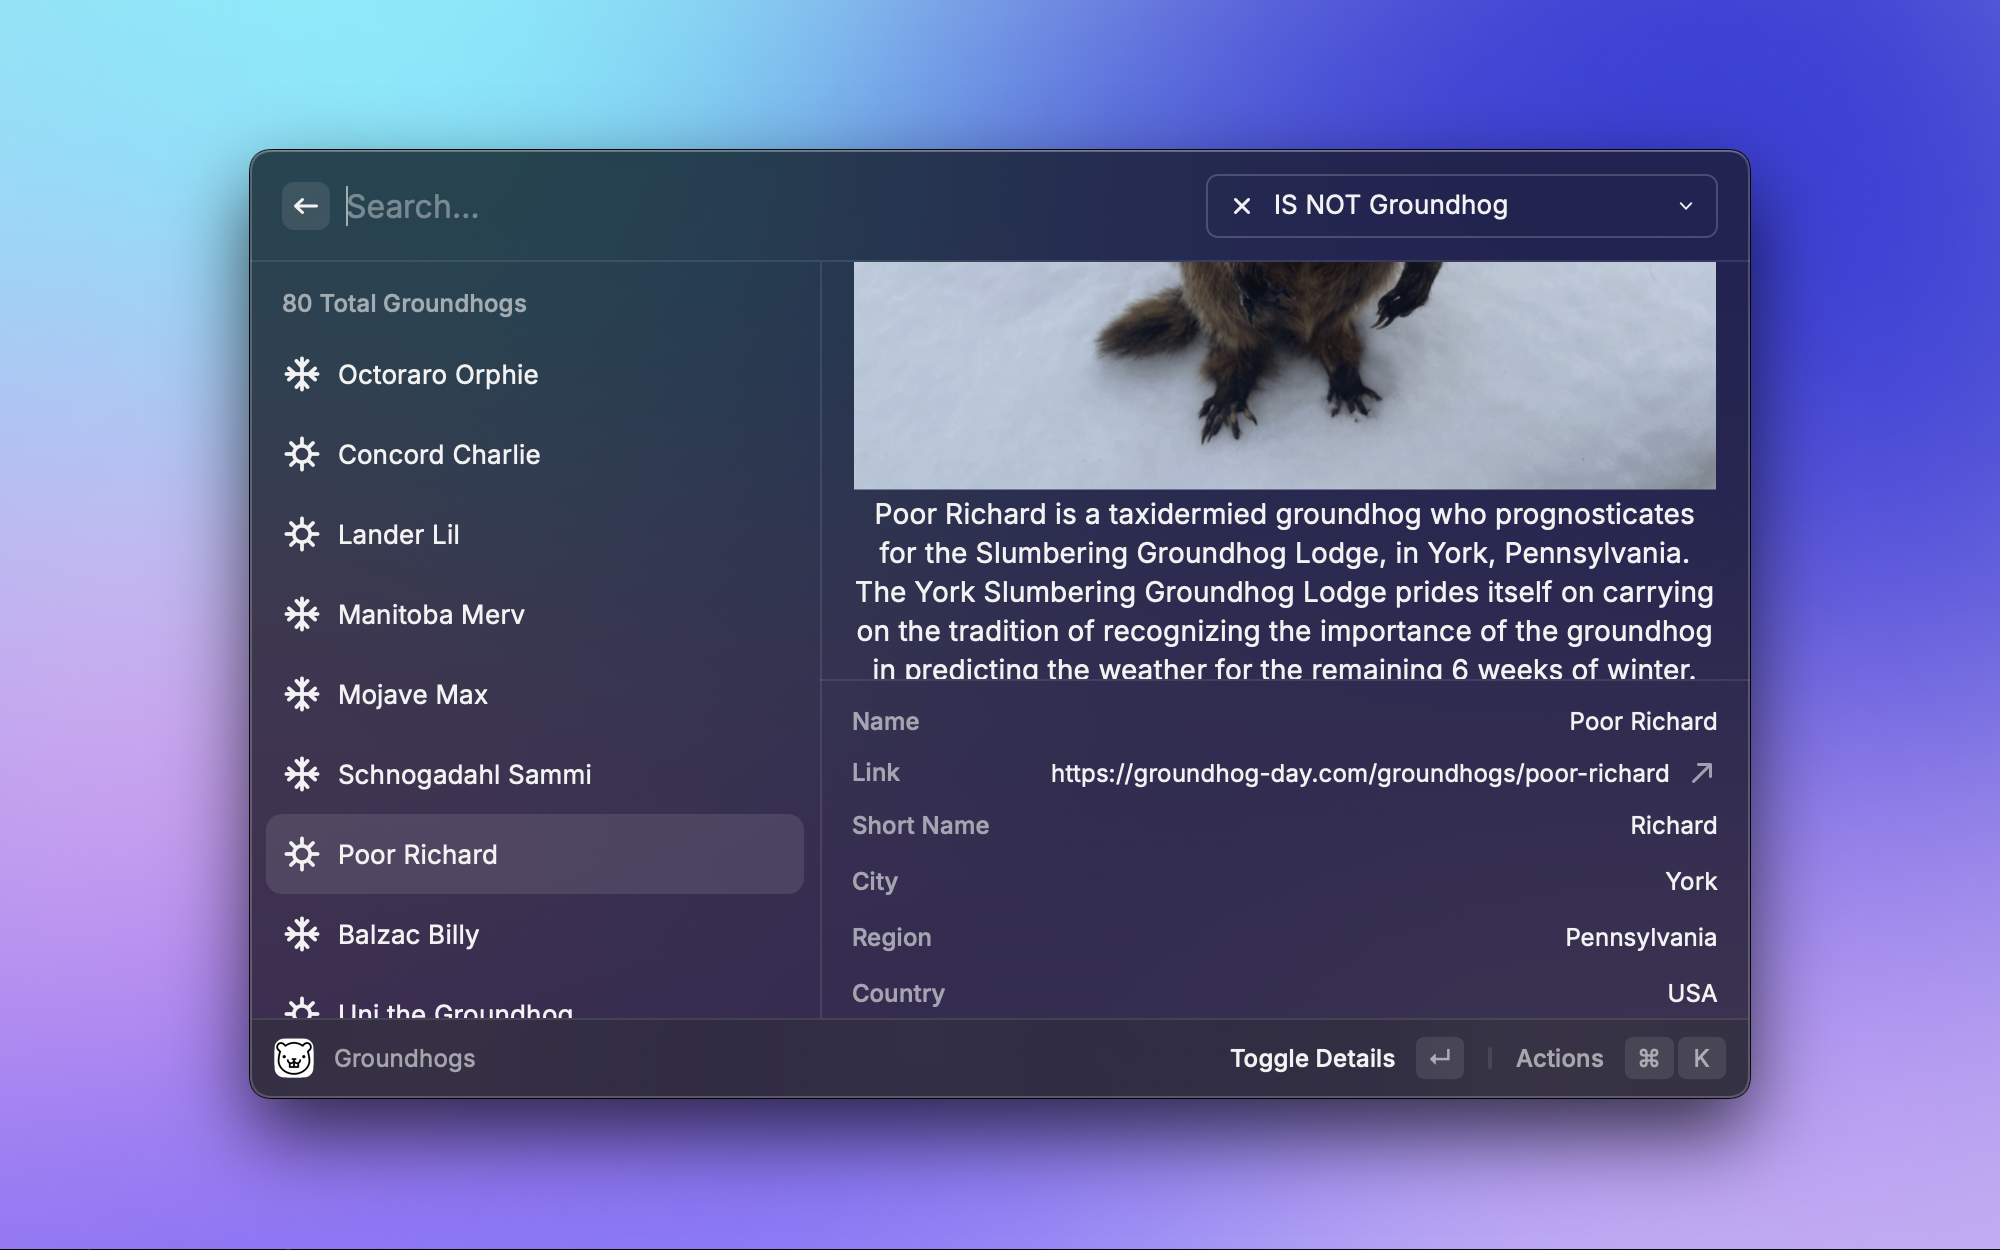 Search...
IS NOT Groundhog
80 Total Groundhogs
Octoraro Orphie
Concord Charlie
Lander Lil
Manitoba Merv
Mojave Max
Schnogadahl Sammi
Poor Richard
Balzac Billy
Uni the Groundhog
Poor Richard is a taxidermied groundhog who prognosticates
for the Slumbering Groundhog Lodge, in York, Pennsylvania.
The York Slumbering Groundhog Lodge prides itself on carrying
on the tradition of recognizing the importance of the groundhog
in predicting the weather for the remaining 6 weeks of winter.
Name Poor Richard
Link https://groundhog-day.com/groundhogs/poor-richard
Short Name Richard
City York
Region Pennsylvania
Country USA
Groundhogs
Toggle Details
Actions ⌘ K